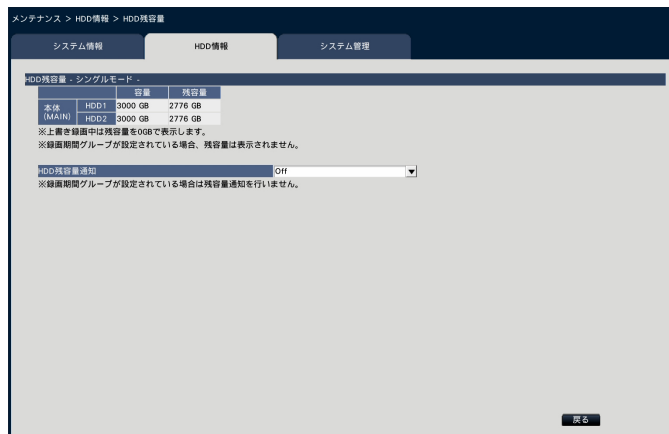 メンテナンス > HDD情報 > HDD残容量
システム情報 HDD情報 システム管理
HDD残容量 - シングルモード -
容量 残容量
本体 (MAIN) HDD1 3000 GB 2776 GB
HDD2 3000 GB 2776 GB
※上書き録画中は残容量を0GBで表示します。
※録画期間グループが設定されている場合、残容量は表示されません。
HDD残容量通知 Off
※録画期間グループが設定されている場合は残容量通知を行いません。
戻る